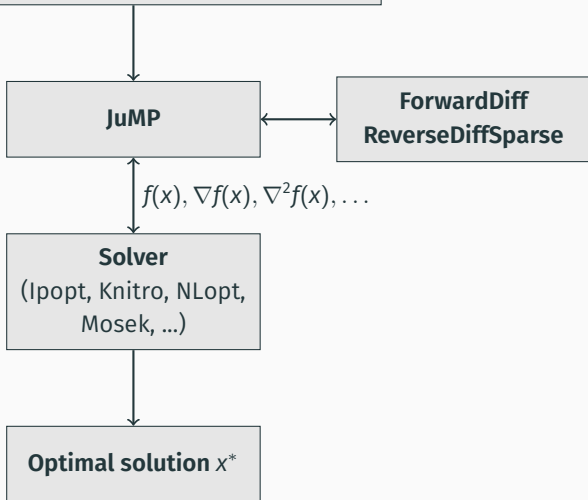 JuMP
ForwardDiff
ReverseDiffSparse
f(x), ∇f(x), ∇²f(x), . . .
Solver
(Ipopt, Knitro, NLopt,
Mosek, ...)
Optimal solution x*